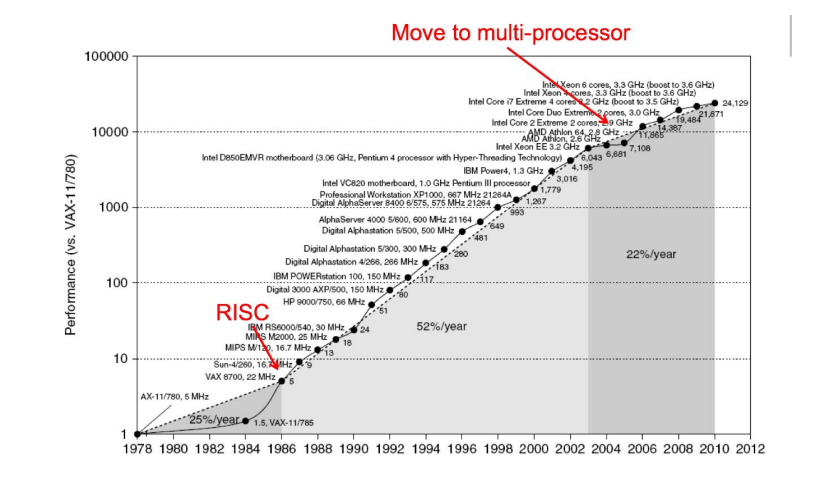 Move to multi-processor
100000
Intel Xeon 6 cores, 3.3 GHz (boost to 3.6 GHz)
Intel Xeon 4 cores, 3.3 GHz (boost to 3.6 GHz)
Intel Core i7 Extreme 4 cores 3.2 GHz (boost to 3.5 GHz)
24,129
Intel Core Duo Extreme 2 cores, 3.0 GHz
21,871
Intel Core 2 Extreme 2 cores, 2.9 GHz
19,484
14,387
10000
AMD Athlon 64, 2.8 GHz
11,865
AMD Athlon, 2.6 GHz
Intel Xeon EE 3.2 GHz
7,108
6,681
6,043
Intel D850EMVR motherboard (3.06 GHz, Pentium 4 processor with Hyper-Threading Technology)
4,195
IBM Power4, 1.3 GHz
3,016
Intel VC820 motherboard, 1.0 GHz Pentium III processor
1,779
Professional Workstation XP1000, 667 MHz 21264A
1,267
Digital AlphaServer 8400 6/575, 575 MHz 21264
993
1000
AlphaServer 4000 5/600, 600 MHz 21164
649
Digital Alphastation 5/500, 500 MHz
481
Digital Alphastation 5/300, 300 MHz
280
22%/year
Digital Alphastation 4/266, 266 MHz
183
IBM POWERstation 100, 150 MHz
117
100
Digital 3000 AXP/500, 150 MHz
80
HP 9000/750, 66 MHz
51
RISC
52%/year
IBM RS6000/540, 30 MHz
24
MIPS M2000, 25 MHz
18
MIPS M/120, 16.7 MHz
13
10
Sun-4/260, 16.7 MHz
9
VAX 8700, 22 MHz
5
AX-11/780, 5 MHz
25%/year
1.5, VAX-11/785
1
1978 1980 1982 1984 1986 1988 1990 1992 1994 1996 1998 2000 2002 2004 2006 2008 2010 2012
Performance (vs. VAX-11/780)